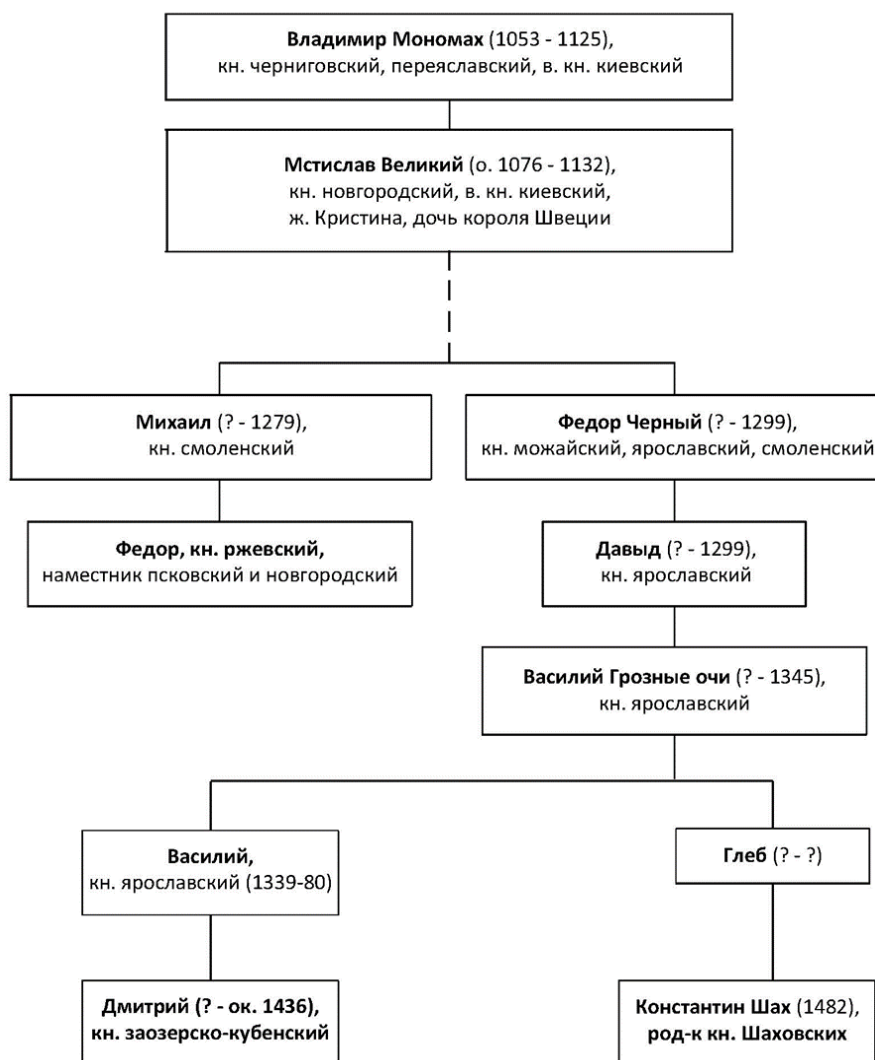 Владимир Мономах (1053 - 1125),
кн. черниговский, переяславский, в. кн. киевский
Мстислав Великий (о. 1076 - 1132),
кн. новгородский, в. кн. киевский,
ж. Кристина, дочь короля Швеции
Михаил (? - 1279),
кн. смоленский
Федор Черный (? - 1299),
кн. можайский, ярославский, смоленский
Федор, кн. ржевский,
наместник псковский и новгородский
Давыд (? - 1299),
кн. ярославский
Василий Грозные очи (? - 1345),
кн. ярославский
Василий,
кн. ярославский (1339-80)
Глеб (? - ?)
Дмитрий (? - ок. 1436),
кн. заозерско-кубенский
Константин Шах (1482),
род-к кн. Шаховских